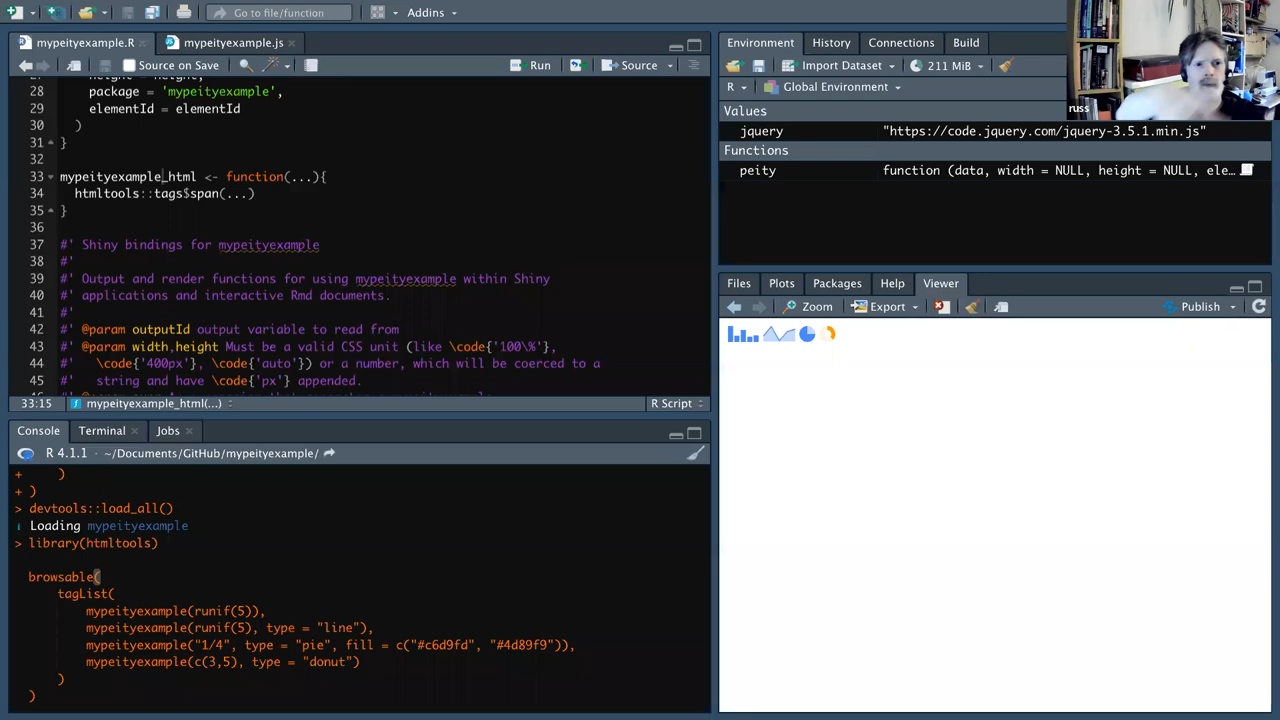 Go to file/function
Addins
mypeityexample.R
mypeityexample.js
Source on Save
Run
Source
28 package = 'mypeityexample',
29 elementId = elementId
30 )
31 }
32
33 mypeityexample_html <- function(...){
34 htmltools::tags$span(...)
35 }
36
37 #' Shiny bindings for mypeityexample
38 #'
39 #' Output and render functions for using mypeityexample within Shiny
40 #' applications and interactive Rmd documents.
41 #'
42 #' @param outputId output variable to read from
43 #' @param width,height Must be a valid CSS unit (like \code{'100\%'},
44 #' \code{'400px'}, \code{'auto'}) or a number, which will be coerced to a
45 #' string and have \code{'px'} appended.
33:15 mypeityexample_html(...) R Script
Console Terminal Jobs
R 4.1.1 · ~/Documents/GitHub/mypeityexample/
+ )
+ )
> devtools::load_all()
i Loading mypeityexample
> library(htmltools)
browsable(
tagList(
mypeityexample(runif(5)),
mypeityexample(runif(5), type = "line"),
mypeityexample("1/4", type = "pie", fill = c("#c6d9fd", "#4d89f9")),
mypeityexample(c(3,5), type = "donut")
)
)
Environment History Connections Build
Import Dataset 211 MiB
R Global Environment
Values
jquery "https://code.jquery.com/jquery-3.5.1.min.js"
Functions
peity function (data, width = NULL, height = NULL, ele…
Files Plots Packages Help Viewer
Zoom Export Publish
russ